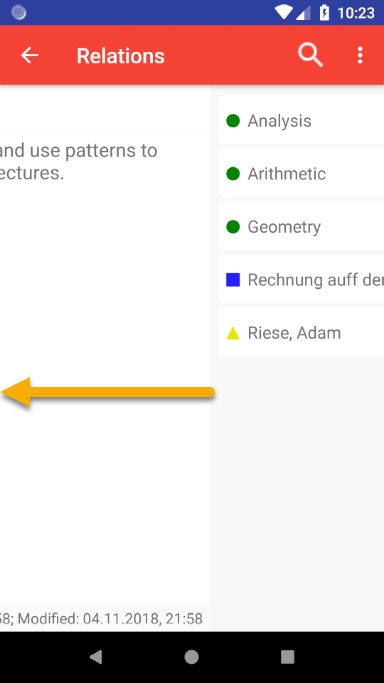 10:23
Relations
and use patterns to
ectures.
Analysis
Arithmetic
Geometry
Rechnung auff der
Riese, Adam
58; Modified: 04.11.2018, 21:58